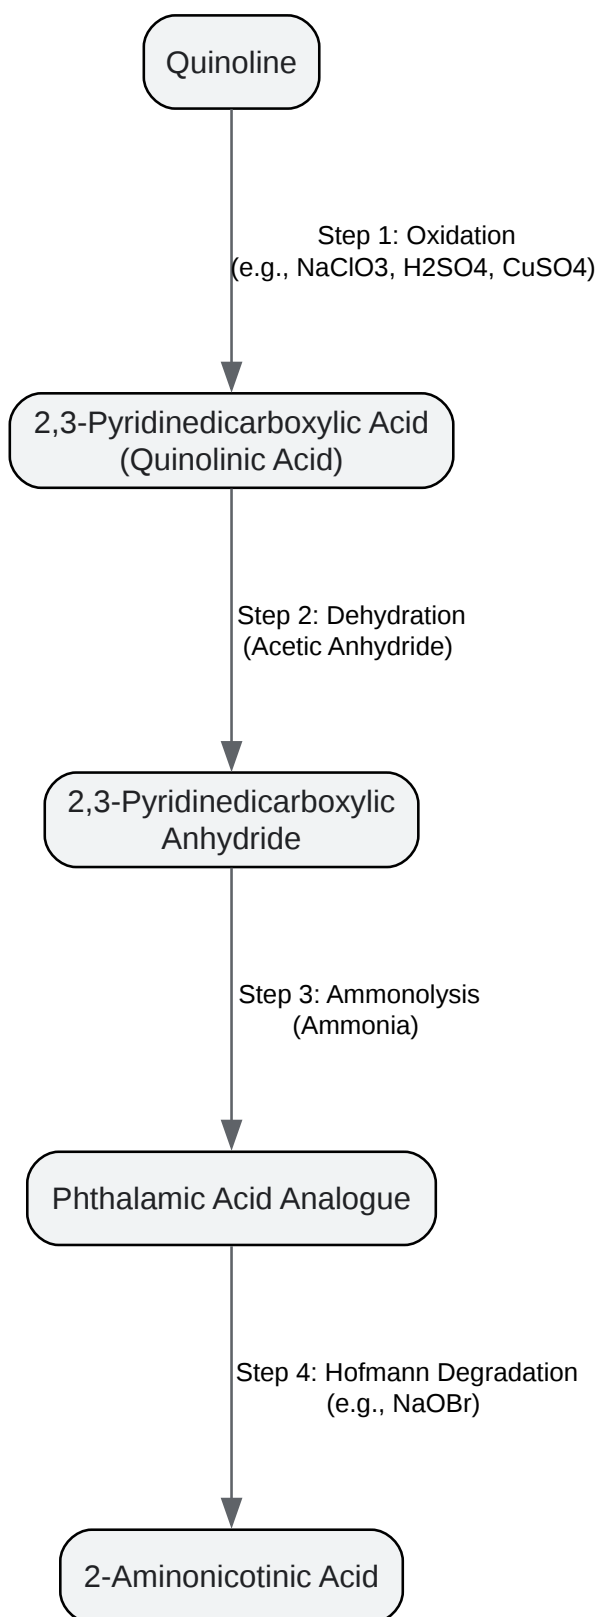 Quinoline
Step 1: Oxidation
(e.g., NaClO3, H2SO4, CuSO4)
2,3-Pyridinedicarboxylic Acid
(Quinolinic Acid)
Step 2: Dehydration
(Acetic Anhydride)
2,3-Pyridinedicarboxylic
Anhydride
Step 3: Ammonolysis
(Ammonia)
Phthalamic Acid Analogue
Step 4: Hofmann Degradation
(e.g., NaOBr)
2-Aminonicotinic Acid